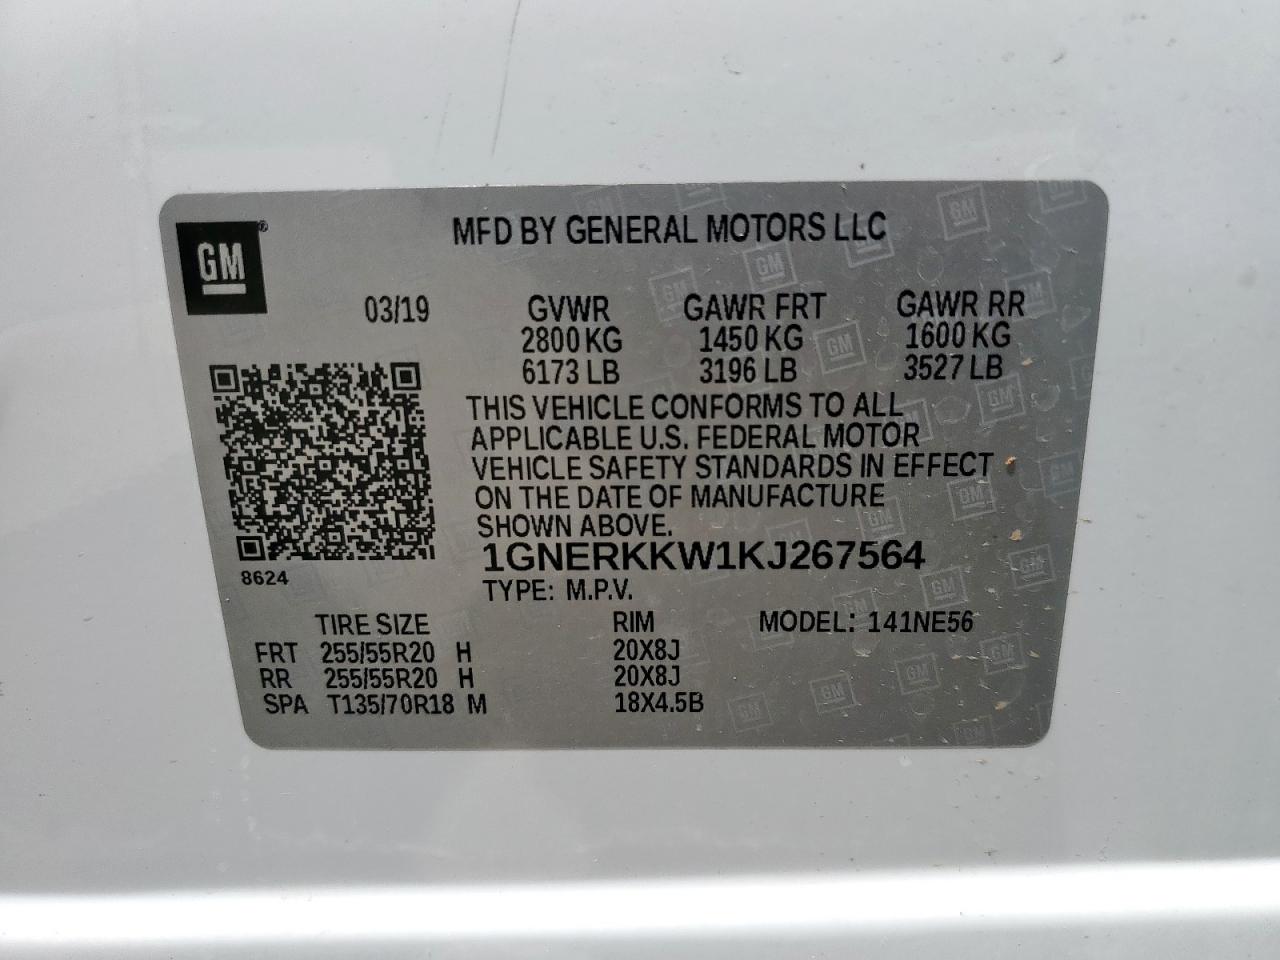 GM®
MFD BY GENERAL MOTORS LLC
03/19 GVWR GAWR FRT GAWR RR
2800 KG 1450 KG 1600 KG
6173 LB 3196 LB 3527 LB
THIS VEHICLE CONFORMS TO ALL
APPLICABLE U.S. FEDERAL MOTOR
VEHICLE SAFETY STANDARDS IN EFFECT
ON THE DATE OF MANUFACTURE
SHOWN ABOVE.
1GNERKKW1KJ267564
8624
TYPE: M.P.V.
TIRE SIZE RIM MODEL: 141NE56
FRT 255/55R20 H 20X8J
RR 255/55R20 H 20X8J
SPA T135/70R18 M 18X4.5B